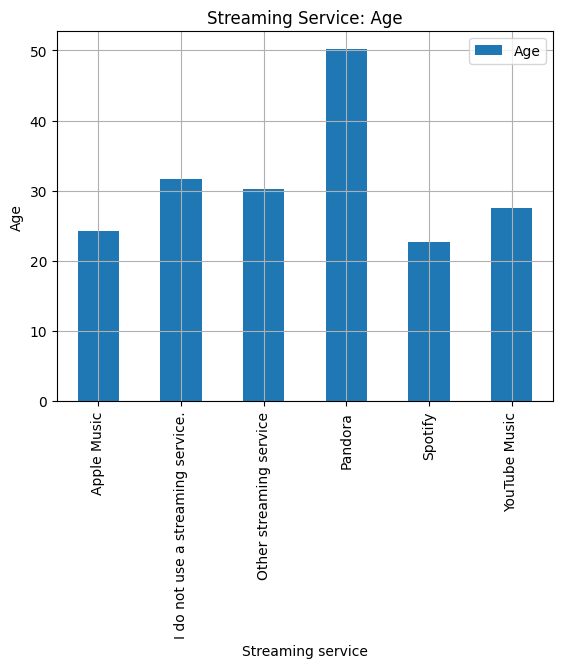 Streaming Service: Age
Age
50
40
30
20
10
0
Age
Apple Music
I do not use a streaming service.
Other streaming service
Pandora
Spotify
YouTube Music
Streaming service